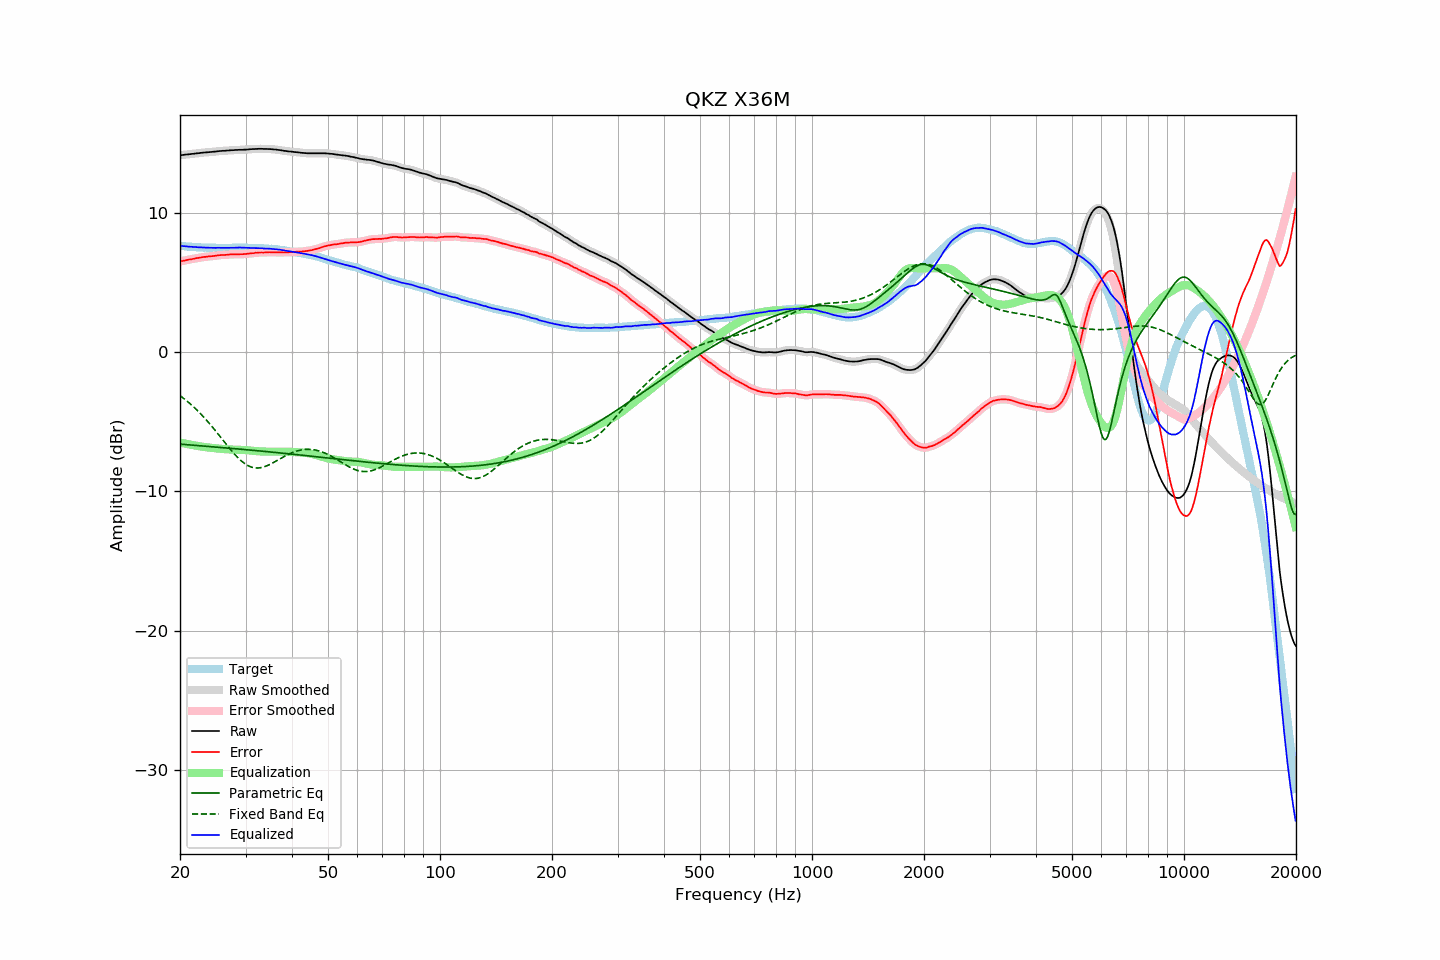 QKZ X36M
Amplitude (dBr)
10
0
−10
−20
−30
Target
Raw Smoothed
Error Smoothed
Raw
Error
Equalization
Parametric Eq
Fixed Band Eq
Equalized
20 50 100 200 500 1000 2000 5000 10000 20000
Frequency (Hz)